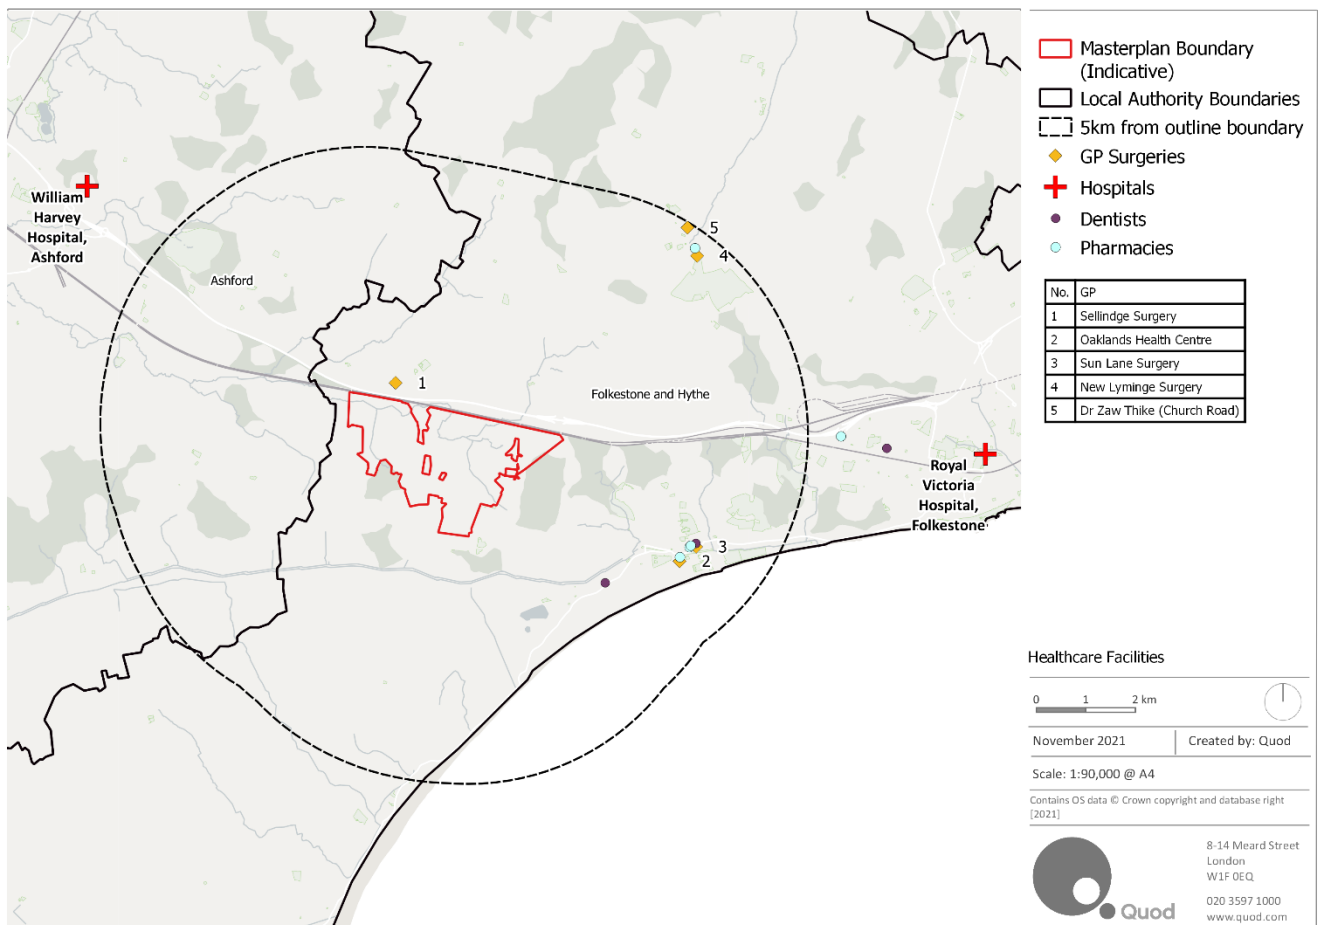 William
Harvey
Hospital,
Ashford
Ashford
5
4
1
Folkestone and Hythe
Royal
Victoria
Hospital,
Folkestone
3
2
Masterplan Boundary
(Indicative)
Local Authority Boundaries
5km from outline boundary
GP Surgeries
Hospitals
Dentists
Pharmacies
No. GP
1 Sellindge Surgery
2 Oaklands Health Centre
3 Sun Lane Surgery
4 New Lyminge Surgery
5 Dr Zaw Thike (Church Road)
Healthcare Facilities
0 1 2 km
November 2021 Created by: Quod
Scale: 1:90,000 @ A4
Contains OS data © Crown copyright and database right
[2021]
8-14 Meard Street
London
W1F 0EQ
020 3597 1000
www.quod.com
Quod